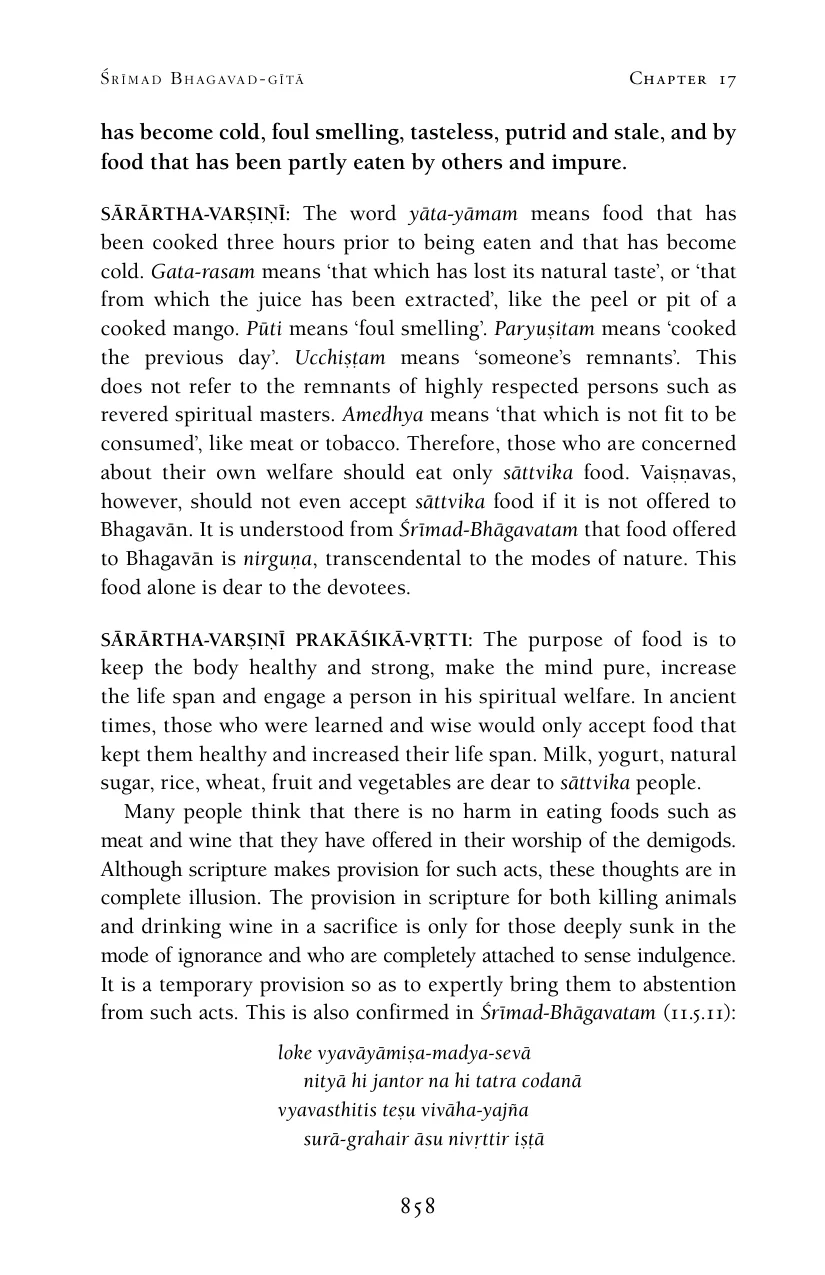 Śrīmad Bhagavad-gītā Chapter 17
has become cold, foul smelling, tasteless, putrid and stale, and by
food that has been partly eaten by others and impure.
SĀRĀRTHA-VARṢIṆĪ: The word yāta-yāmam means food that has
been cooked three hours prior to being eaten and that has become
cold. Gata-rasam means ‘that which has lost its natural taste’, or ‘that
from which the juice has been extracted’, like the peel or pit of a
cooked mango. Pūti means ‘foul smelling’. Paryuṣitam means ‘cooked
the previous day’. Ucchiṣṭam means ‘someone’s remnants’. This
does not refer to the remnants of highly respected persons such as
revered spiritual masters. Amedhya means ‘that which is not fit to be
consumed’, like meat or tobacco. Therefore, those who are concerned
about their own welfare should eat only sāttvika food. Vaiṣṇavas,
however, should not even accept sāttvika food if it is not offered to
Bhagavān. It is understood from Śrīmad-Bhāgavatam that food offered
to Bhagavān is nirguṇa, transcendental to the modes of nature. This
food alone is dear to the devotees.
SĀRĀRTHA-VARṢIṆĪ PRAKĀŚIKĀ-VṚTTI: The purpose of food is to
keep the body healthy and strong, make the mind pure, increase
the life span and engage a person in his spiritual welfare. In ancient
times, those who were learned and wise would only accept food that
kept them healthy and increased their life span. Milk, yogurt, natural
sugar, rice, wheat, fruit and vegetables are dear to sāttvika people.
Many people think that there is no harm in eating foods such as
meat and wine that they have offered in their worship of the demigods.
Although scripture makes provision for such acts, these thoughts are in
complete illusion. The provision in scripture for both killing animals
and drinking wine in a sacrifice is only for those deeply sunk in the
mode of ignorance and who are completely attached to sense indulgence.
It is a temporary provision so as to expertly bring them to abstention
from such acts. This is also confirmed in Śrīmad-Bhāgavatam (11.5.11):
loke vyavāyāmiṣa-madya-sevā
nityā hi jantor na hi tatra codanā
vyavasthitis teṣu vivāha-yajña
surā-grahair āsu nivṛttir iṣṭā
858